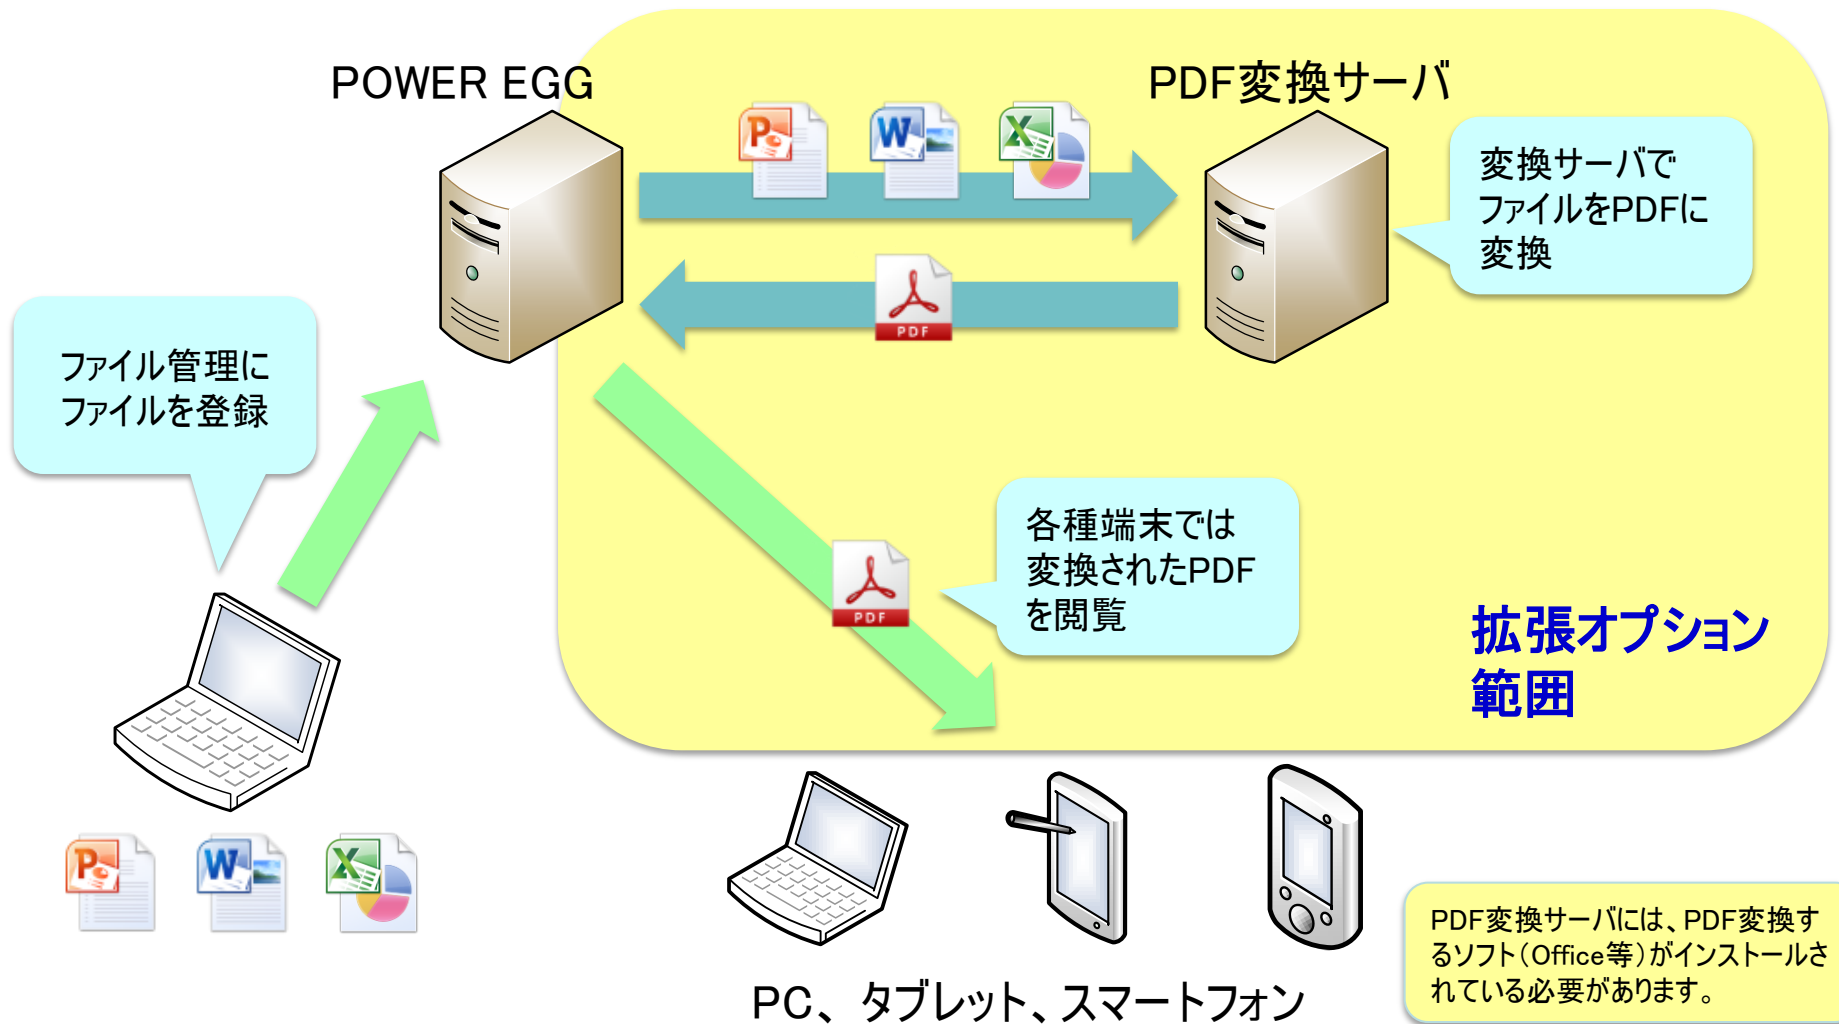 POWER EGG
PDF変換サーバ
変換サーバで
ファイルをPDFに
変換
PDF
ファイル管理に
ファイルを登録
各種端末では
変換されたPDF
を閲覧
PDF
拡張オプション
範囲
PDF変換サーバには、PDF変換す
るソフト(Office等)がインストールさ
れている必要があります。
PC、タブレット、スマートフォン